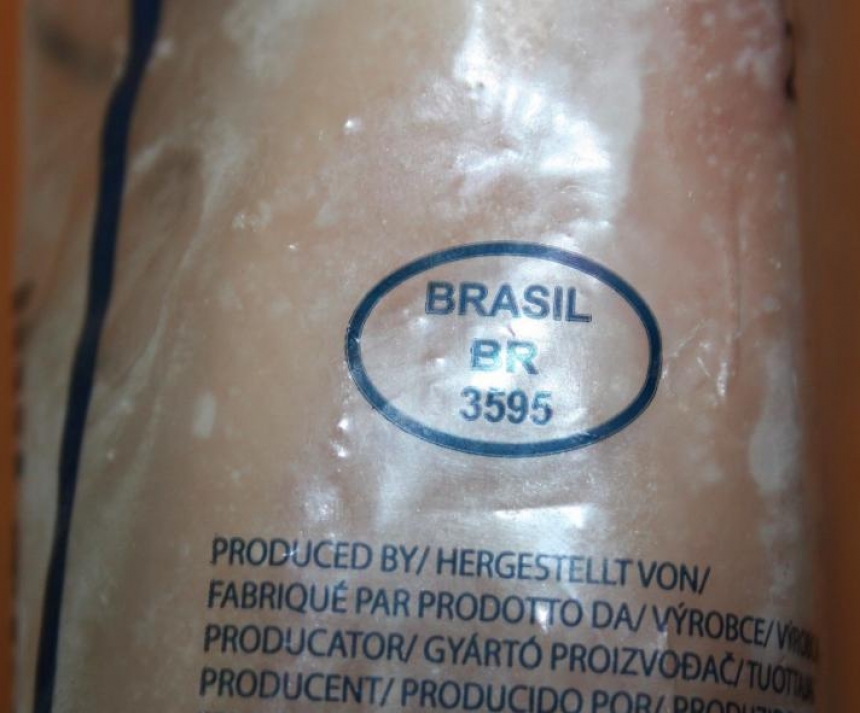 BRASIL
BR
3595
PRODUCED BY/ HERGESTELLT VON/
FABRIQUÉ PAR PRODOTTO DA/ VÝROBCE/
PRODUCATOR/ GYÁRTÓ PROIZVOĐAČ/
PRODUCENT/ PRODUCIDO POR/